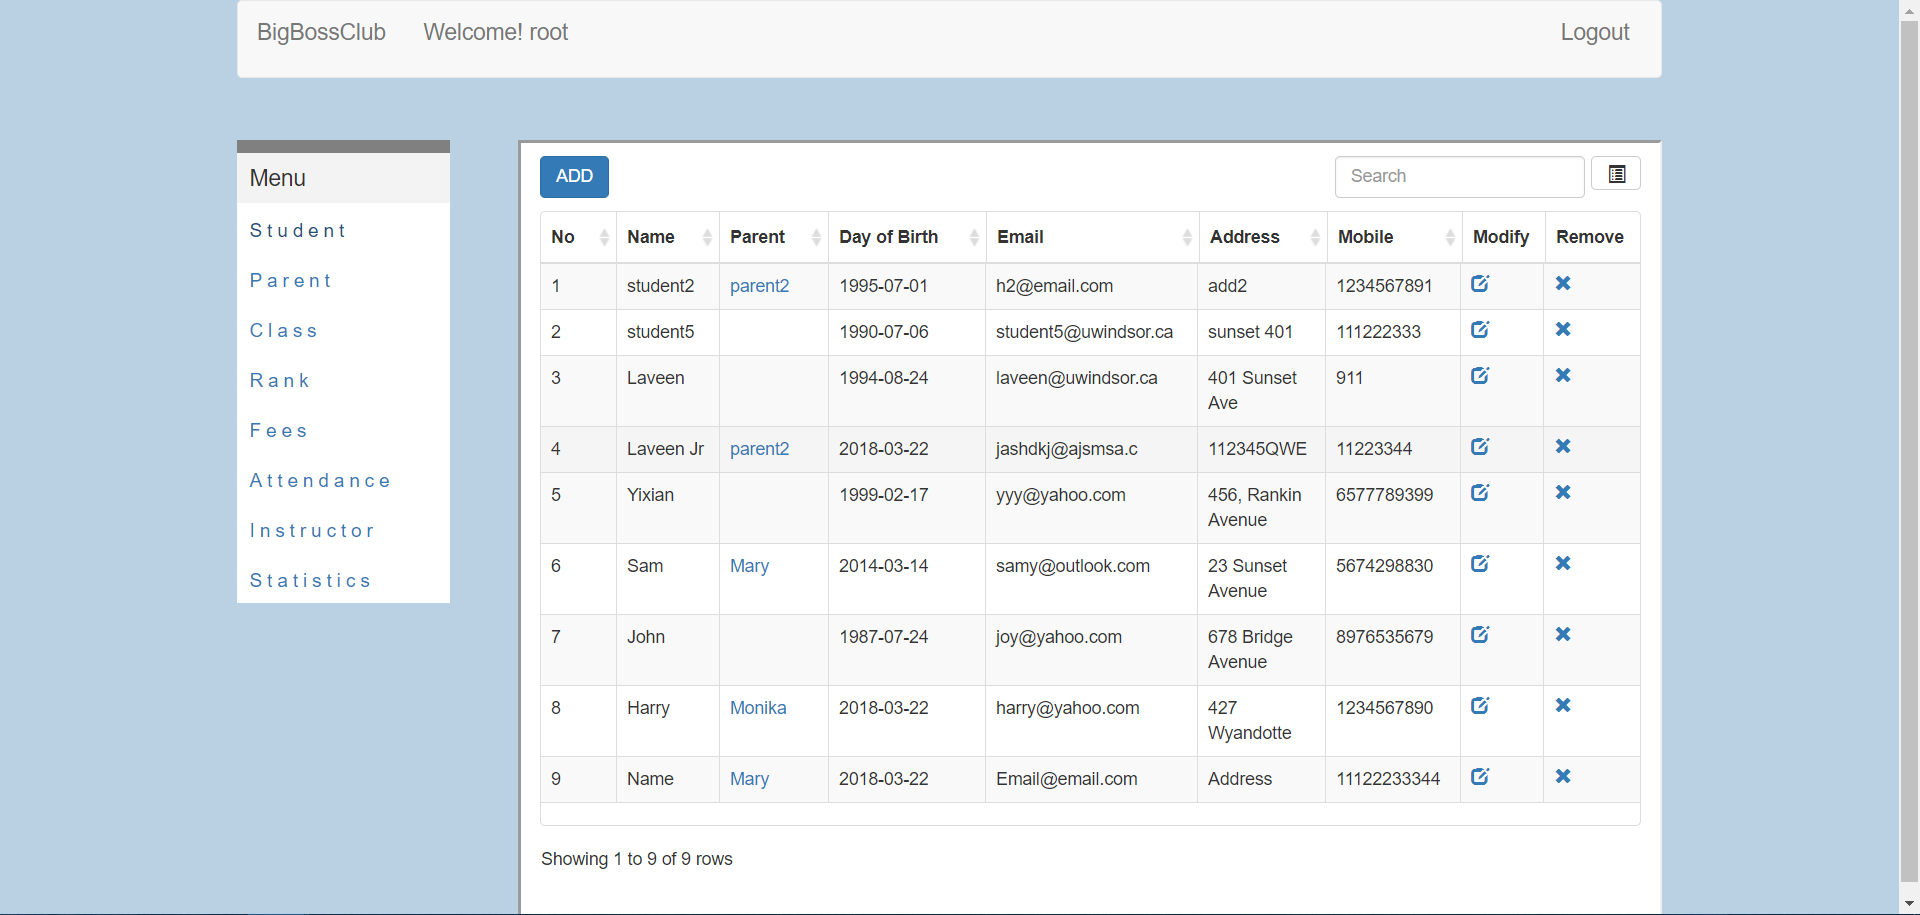 BigBossClub Welcome! root Logout
Menu
Student
Parent
Class
Rank
Fees
Attendance
Instructor
Statistics
ADD Search
No Name Parent Day of Birth Email Address Mobile Modify Remove
1 student2 parent2 1995-07-01 h2@email.com add2 1234567891
2 student5 1990-07-06 student5@uwindsor.ca sunset 401 111222333
3 Laveen 1994-08-24 laveen@uwindsor.ca 401 Sunset 911
Ave
4 Laveen Jr parent2 2018-03-22 jashdkj@ajsmsa.c 112345QWE 11223344
5 Yixian 1999-02-17 yyy@yahoo.com 456, Rankin 6577789399
Avenue
6 Sam Mary 2014-03-14 samy@outlook.com 23 Sunset 5674298830
Avenue
7 John 1987-07-24 joy@yahoo.com 678 Bridge 8976535679
Avenue
8 Harry Monika 2018-03-22 harry@yahoo.com 427 1234567890
Wyandotte
9 Name Mary 2018-03-22 Email@email.com Address 11122233344
Showing 1 to 9 of 9 rows